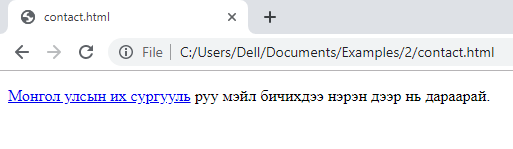 contact.html
File C:/Users/Dell/Documents/Examples/2/contact.html
Монгол улсын их сургууль руу мэйл бичихдээ нэрэн дээр нь дараарай.